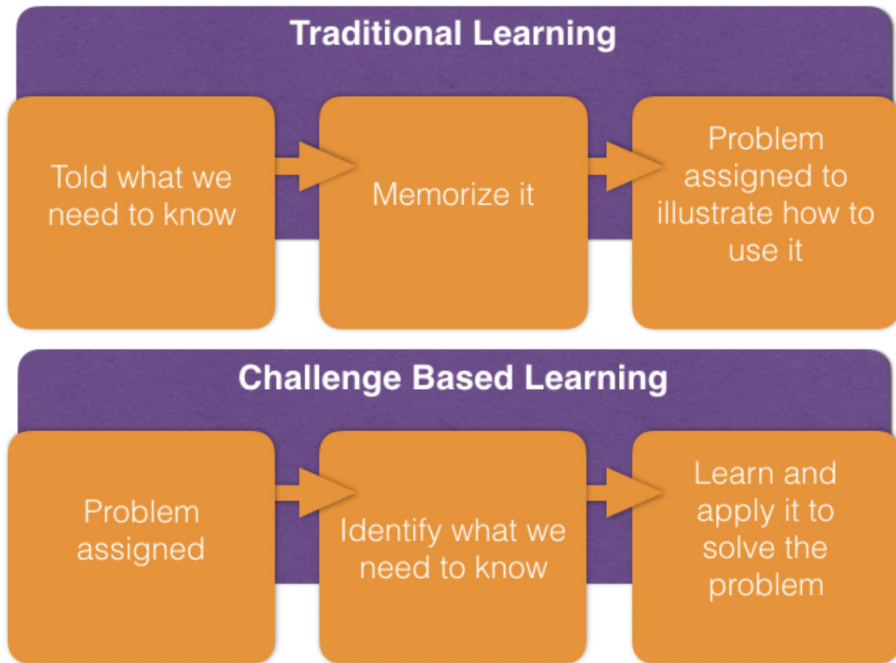 Traditional Learning
Told what we
need to know
Memorize it
Problem
assigned to
illustrate how to
use it
Challenge Based Learning
Problem
assigned
Identify what we
need to know
Learn and
apply it to
solve the
problem